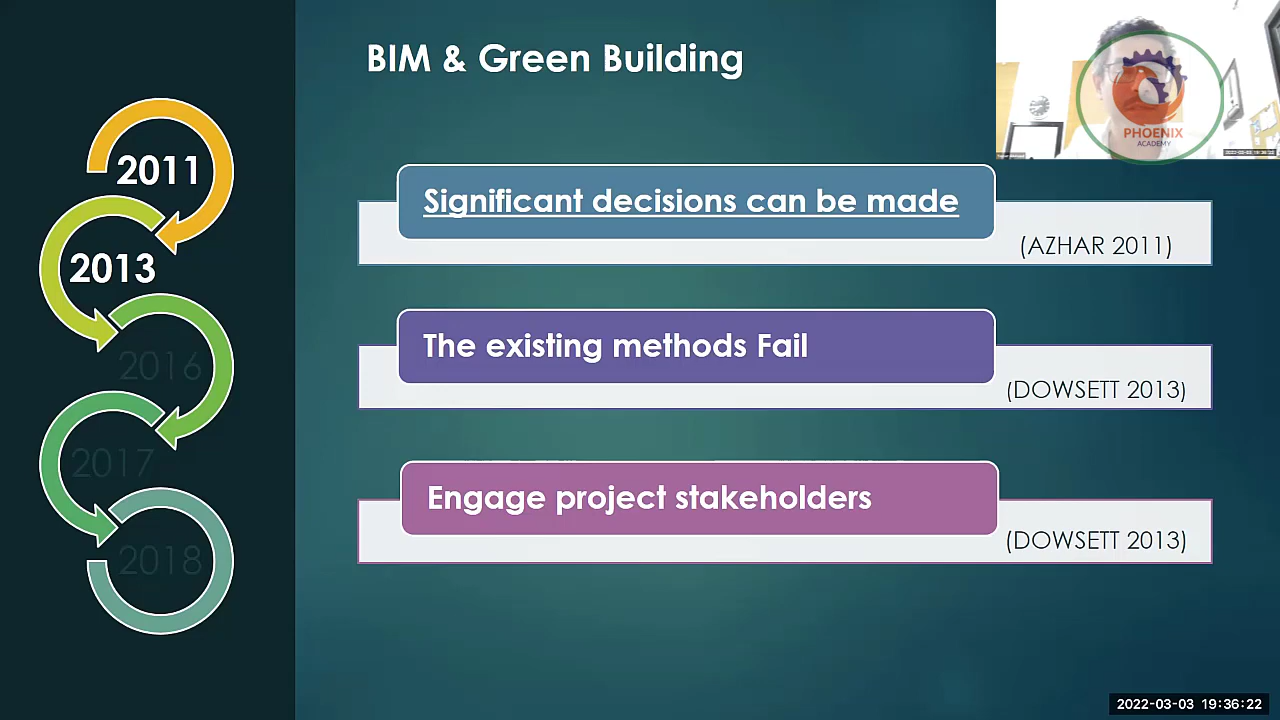 BIM & Green Building
PHOENIX
ACADEMY
2011
2013
2016
2017
2018
Significant decisions can be made
(AZHAR 2011)
The existing methods Fail
(DOWSETT 2013)
Engage project stakeholders
(DOWSETT 2013)
2022-03-03 19:36:22